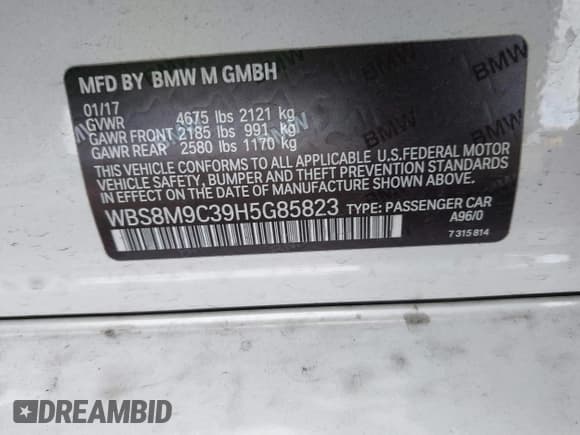 MFD BY BMW M GMBH
01/17
GVWR 4675 lbs 2121 kg
GAWR FRONT 2185 lbs 991 kg
GAWR REAR 2580 lbs 1170 kg
THIS VEHICLE CONFORMS TO ALL APPLICABLE U.S.FEDERAL MOTOR
VEHICLE SAFETY, BUMPER AND THEFT PREVENTION STANDARDS
IN EFFECT ON THE DATE OF MANUFACTURE SHOWN ABOVE.
WBS8M9C39H5G85823 TYPE: PASSENGER CAR
A96/0
7 315 814
BMW
BMW
BMW
DREAMBID